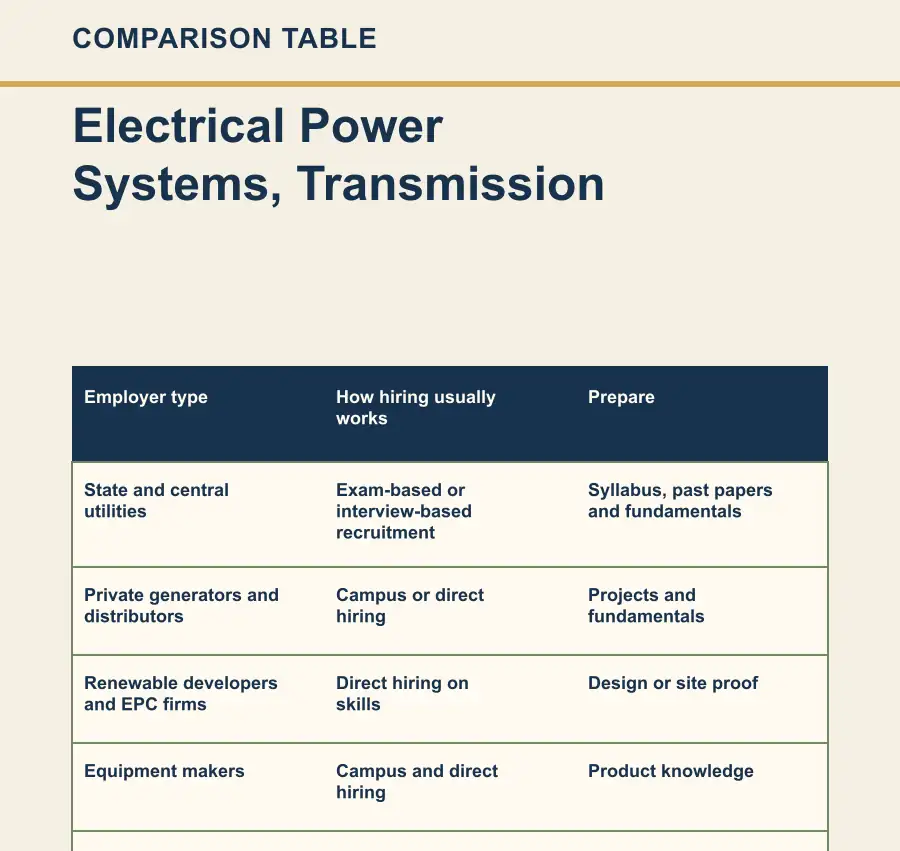 COMPARISON TABLE
Electrical Power
Systems, Transmission
Employer type
How hiring usually
works
Prepare
State and central
utilities
Exam-based or
interview-based
recruitment
Syllabus, past papers
and fundamentals
Private generators and
distributors
Campus or direct
hiring
Projects and
fundamentals
Renewable developers
and EPC firms
Direct hiring on
skills
Design or site proof
Equipment makers
Campus and direct
hiring
Product knowledge